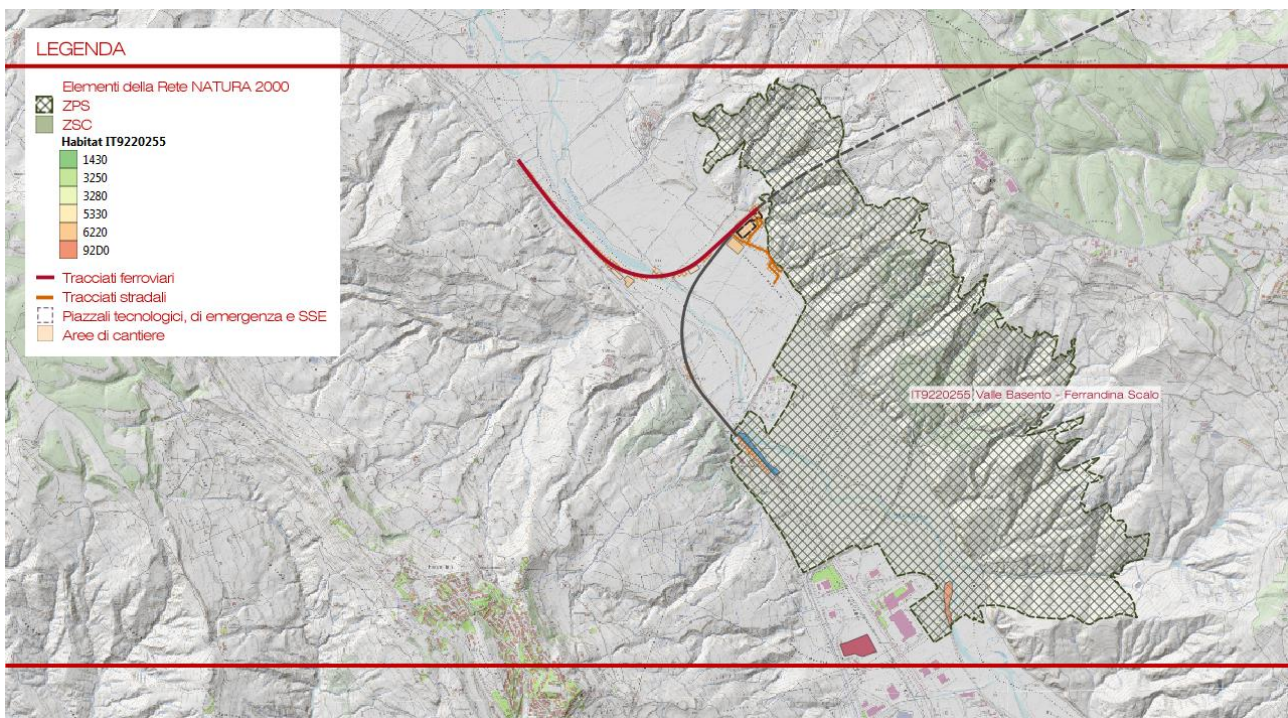 LEGENDA
Elementi della Rete NATURA 2000
ZPS
ZSC
Habitat IT9220255
1430
3250
3280
5330
6220
92D0
Tracciati ferroviari
Tracciati stradali
Piazzali tecnologici, di emergenza e SSE
Aree di cantiere
IT9220255 Valle Basento - Ferrandina Scalo